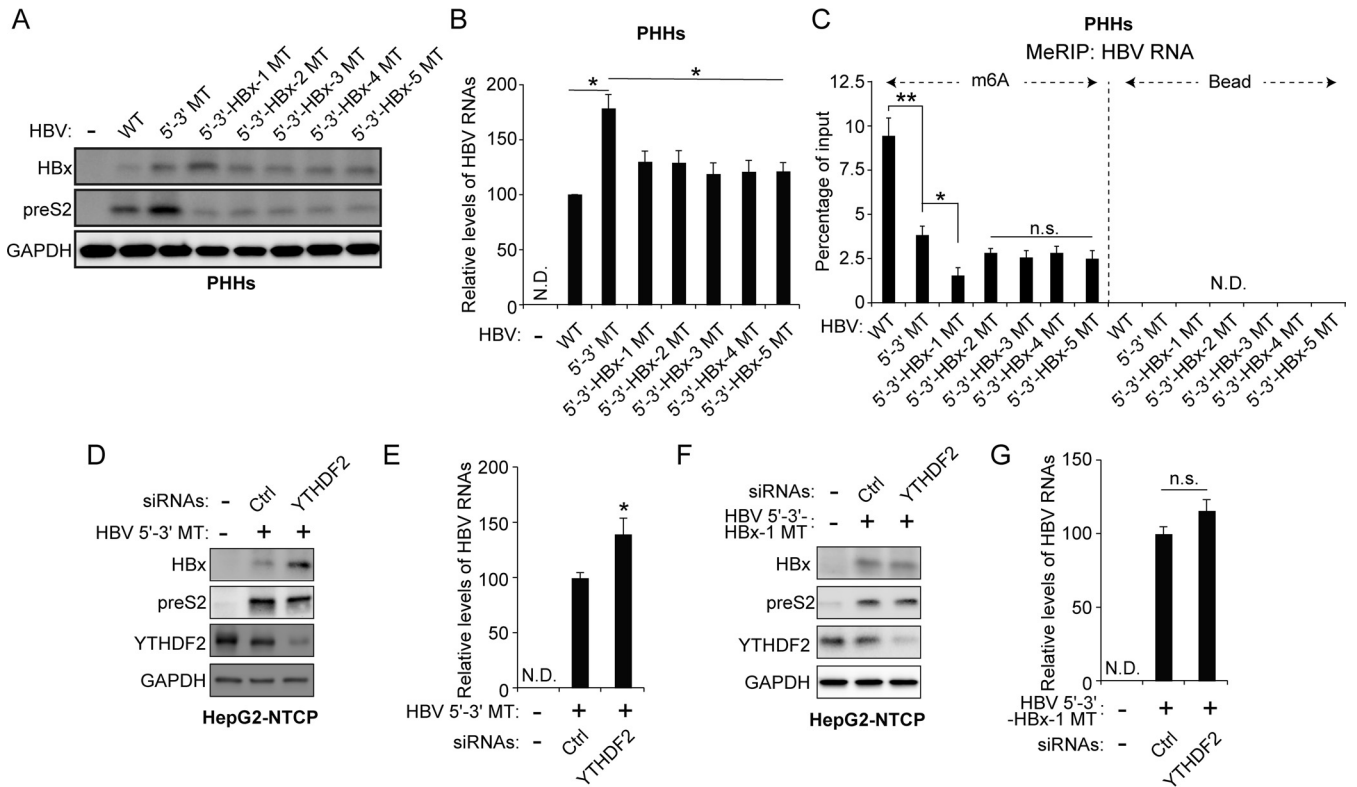 A
HBV: - WT 5'-3' MT 5'-3'-HBx-1 MT 5'-3'-HBx-2 MT 5'-3'-HBx-3 MT 5'-3'-HBx-4 MT 5'-3'-HBx-5 MT
HBx
preS2
GAPDH
PHHs
B
PHHs
Relative levels of HBV RNAs
200
150
100
50
0
* *
N.D.
HBV: - WT 5'-3' MT 5'-3'-HBx-1 MT 5'-3'-HBx-2 MT 5'-3'-HBx-3 MT 5'-3'-HBx-4 MT 5'-3'-HBx-5 MT
C
PHHs
MeRIP: HBV RNA
m6A Bead
Percentage of input
12.5
10
7.5
5
2.5
0
**
*
n.s.
N.D.
HBV: WT 5'-3' MT 5'-3'-HBx-1 MT 5'-3'-HBx-2 MT 5'-3'-HBx-3 MT 5'-3'-HBx-4 MT 5'-3'-HBx-5 MT WT 5'-3' MT 5'-3'-HBx-1 MT 5'-3'-HBx-2 MT 5'-3'-HBx-3 MT 5'-3'-HBx-4 MT 5'-3'-HBx-5 MT
D
siRNAs: - Ctrl YTHDF2
HBV 5'-3' MT: - + +
HBx
preS2
YTHDF2
GAPDH
HepG2-NTCP
E
Relative levels of HBV RNAs
200
150
100
50
0
*
N.D.
HBV 5'-3' MT: - + +
siRNAs: - Ctrl YTHDF2
F
siRNAs: - Ctrl YTHDF2
HBV 5'-3'-
HBx-1 MT: - + +
HBx
preS2
YTHDF2
GAPDH
HepG2-NTCP
G
Relative levels of HBV RNAs
150
100
50
0
n.s.
N.D.
HBV 5'-3'
-HBx-1 MT: - + +
siRNAs: - Ctrl YTHDF2